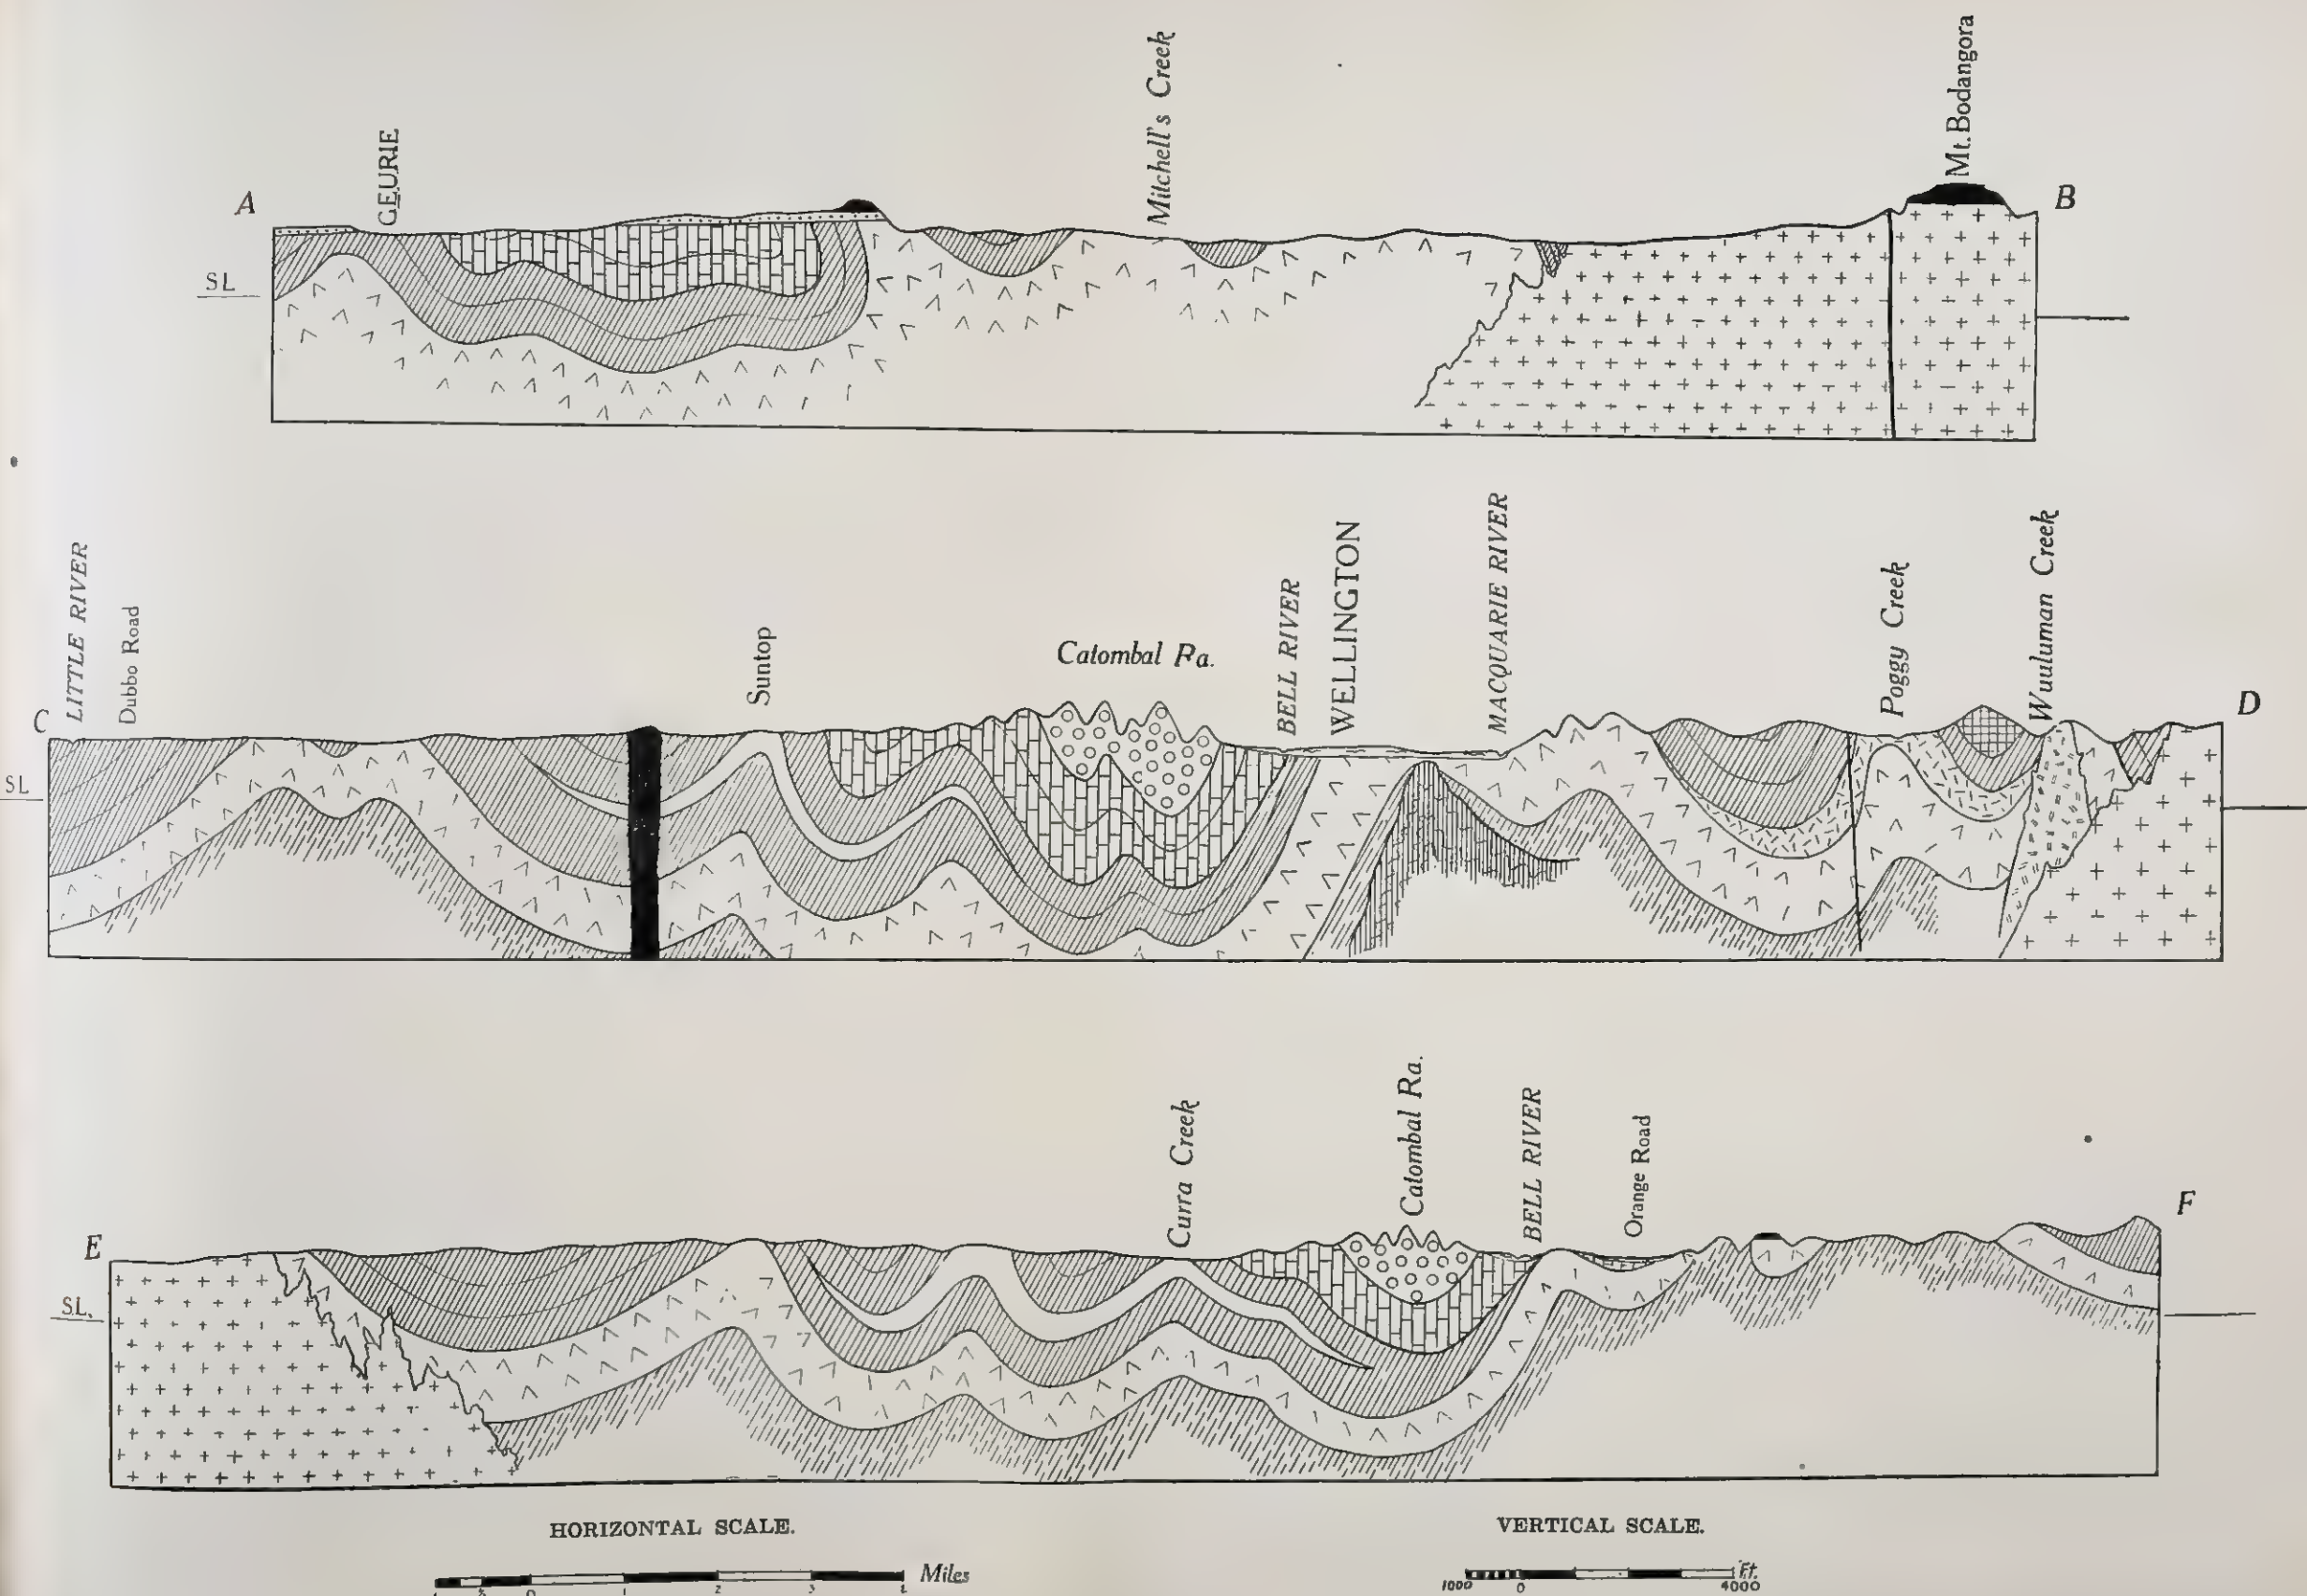 A
GEURIE
Mitchell's Creek
Mt. Bodangora
B
SL
C
LITTLE RIVER
Dubbo Road
Suntop
Catombal Ra.
BELL RIVER
WELLINGTON
MACQUARIE RIVER
Poggy Creek
Wuuluman Creek
D
SL
E
Curra Creek
Catombal Ra.
BELL RIVER
Orange Road
F
SL.
HORIZONTAL SCALE.
0 1 2 3 Miles
VERTICAL SCALE.
1000 0 4000 Ft.